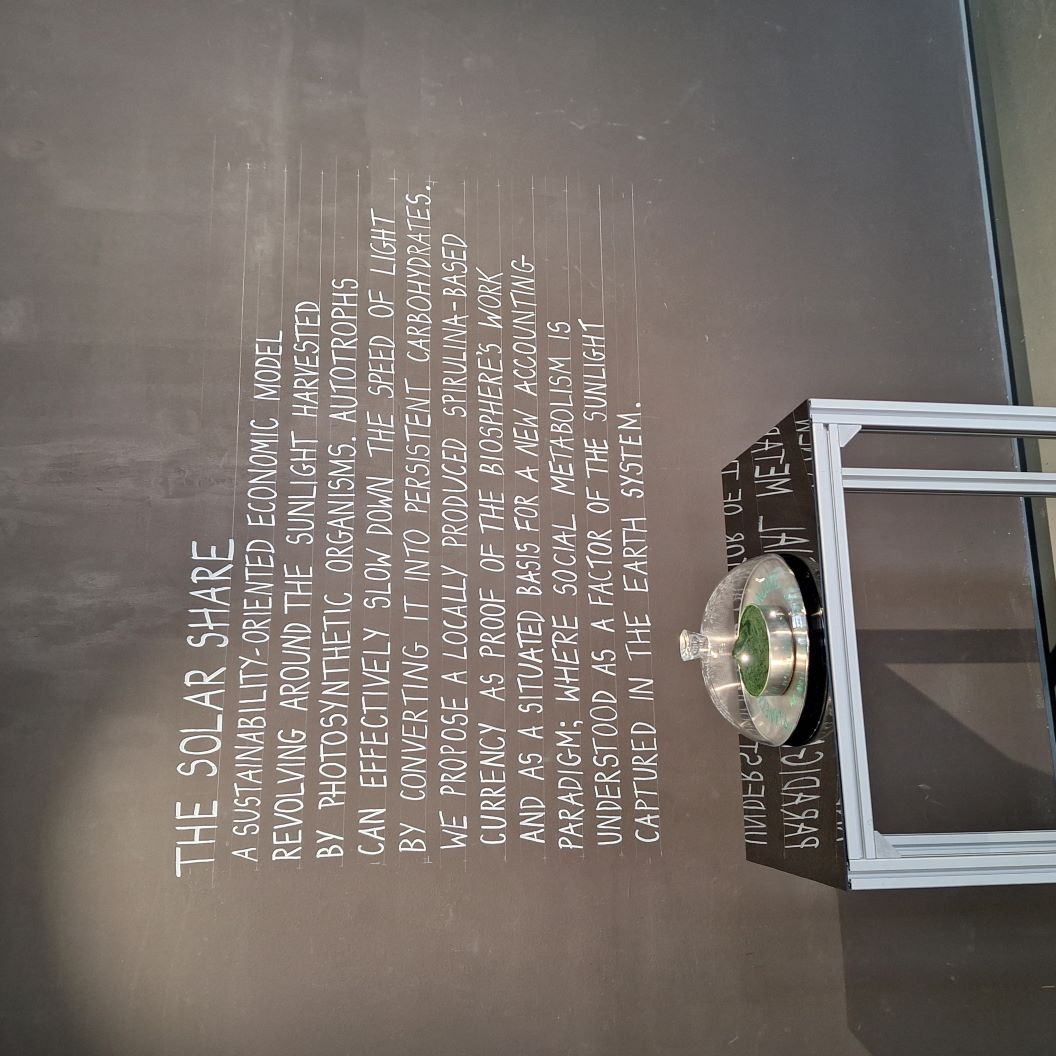 THE SOLAR SHARE
A SUSTAINABILITY-ORIENTED ECONOMIC MODEL
REVOLVING AROUND THE SUNLIGHT HARVESTED
BY PHOTOSYNTHETIC ORGANISMS. AUTOTROPHS
CAN EFFECTIVELY SLOW DOWN THE SPEED OF LIGHT
BY CONVERTING IT INTO PERSISTENT CARBOHYDRATES.
WE PROPOSE A LOCALLY PRODUCED SPIRULINA-BASED
CURRENCY AS PROOF OF THE BIOSPHERE'S WORK
AND AS A SITUATED BASIS FOR A NEW ACCOUNTING
PARADIGM; WHERE SOCIAL METABOLISM IS
UNDERSTOOD AS A FACTOR OF THE SUNLIGHT
CAPTURED IN THE EARTH SYSTEM.